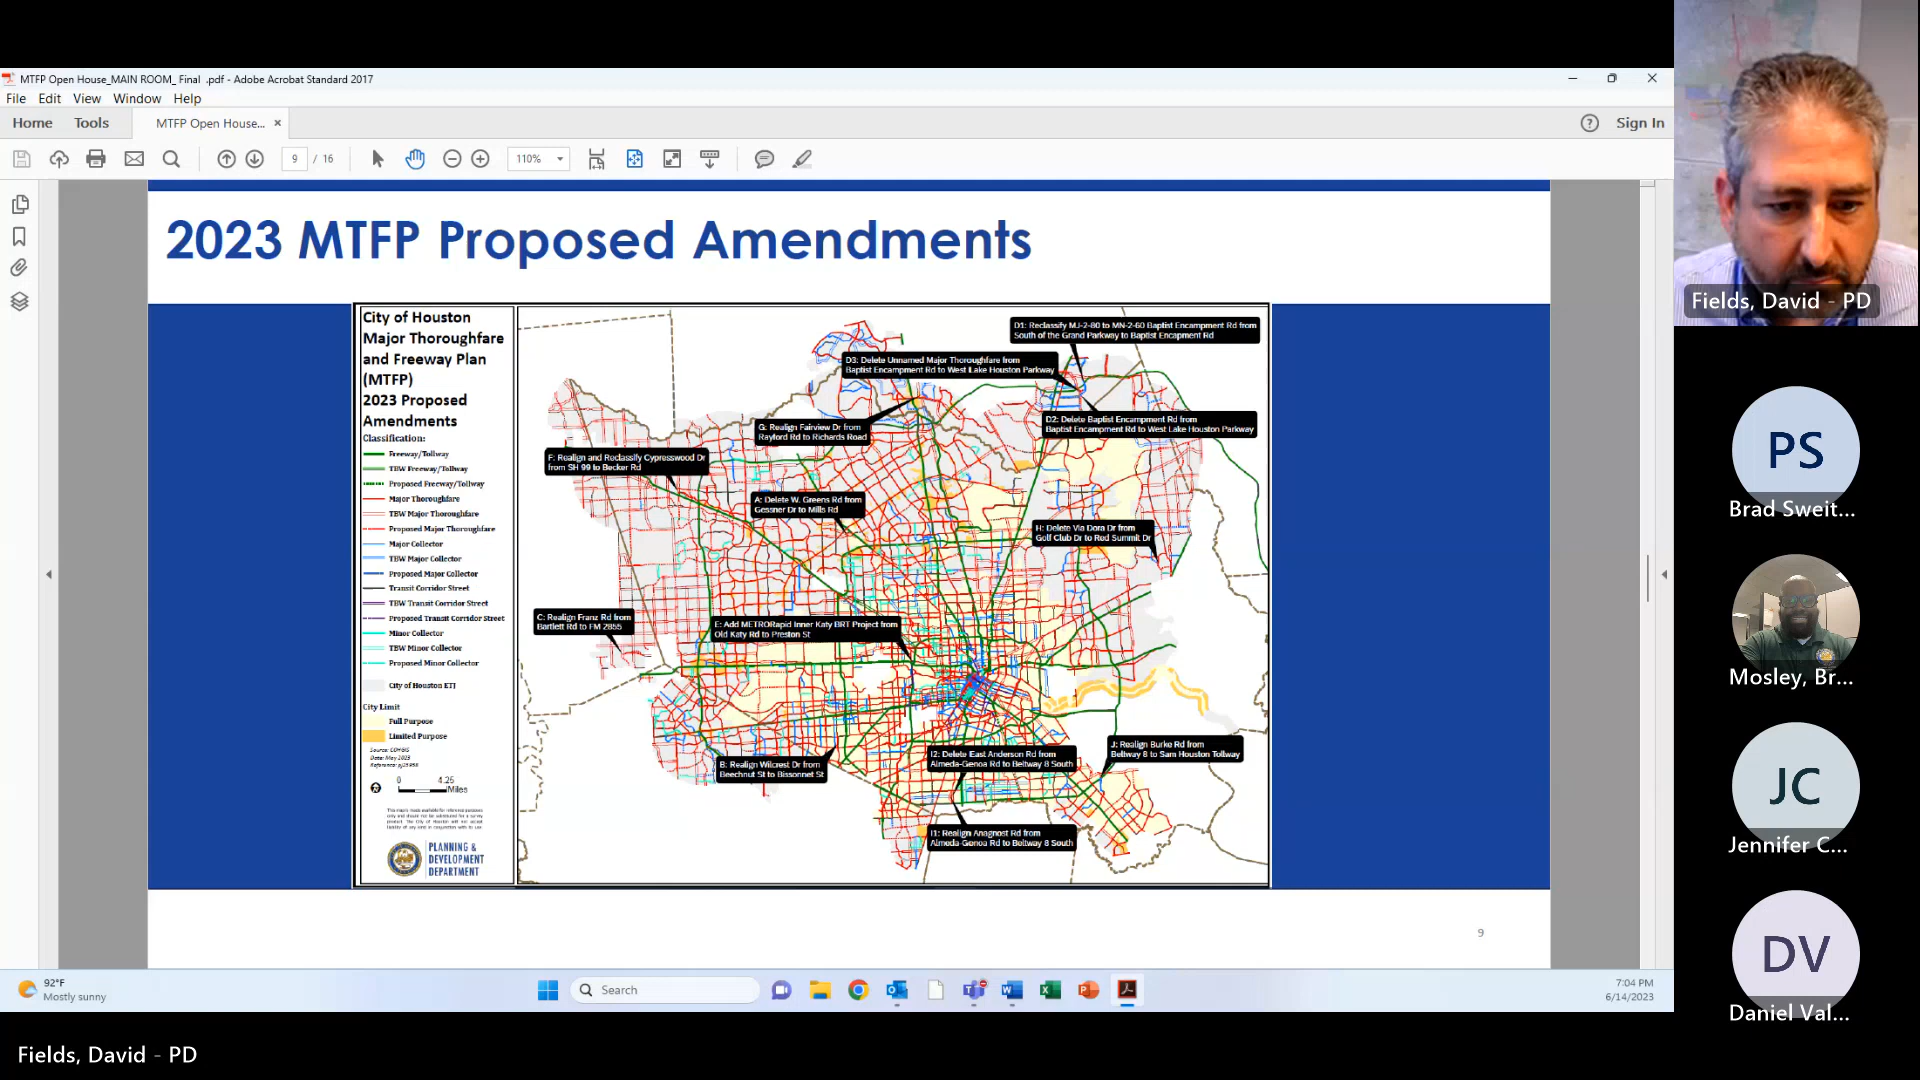 MTFP Open House_MAIN ROOM_ Final .pdf - Adobe Acrobat Standard 2017
File Edit View Window Help
Home Tools MTFP Open House... × Sign In
9 / 16 110%
2023 MTFP Proposed Amendments
City of Houston
Major Thoroughfare
and Freeway Plan
(MTFP)
2023 Proposed
Amendments
Classification:
Freeway/Tollway
TBW Freeway/Tollway
Proposed Freeway/Tollway
Major Thoroughfare
TBW Major Thoroughfare
Proposed Major Thoroughfare
Major Collector
TBW Major Collector
Proposed Major Collector
Transit Corridor Street
TBW Transit Corridor Street
Proposed Transit Corridor Street
Minor Collector
TBW Minor Collector
Proposed Minor Collector
City of Houston ETJ
City Limit
Full Purpose
Limited Purpose
Source: COHGIS
Date: May 2023
0 4.25
Miles
PLANNING &
DEVELOPMENT
DEPARTMENT
D1: Reclassify MJ-2-80 to MN-2-60 Baptist Encampment Rd from
South of the Grand Parkway to Baptist Encapment Rd
D3: Delete Unnamed Major Thoroughfare from
Baptist Encampment Rd to West Lake Houston Parkway
D2: Delete Baptist Encampment Rd from
Baptist Encampment Rd to West Lake Houston Parkway
G: Realign Fairview Dr from
Rayford Rd to Richards Road
F: Realign and Reclassify Cypresswood Dr
from SH 99 to Becker Rd
A: Delete W. Greens Rd from
Gessner Dr to Mills Rd
H: Delete Via Dora Dr from
Golf Club Dr to Red Summit Dr
C: Realign Franz Rd from
Bartlett Rd to FM 2855
E: Add METRORapid Inner Katy BRT Project from
Old Katy Rd to Preston St
B: Realign Wilcrest Dr from
Beechnut St to Bissonnet St
I2: Delete East Anderson Rd from
Almeda-Genoa Rd to Beltway 8 South
J: Realign Burke Rd from
Beltway 8 to Sam Houston Tollway
I1: Realign Anagnost Rd from
Almeda-Genoa Rd to Beltway 8 South
9
92°F
Mostly sunny
Search
7:04 PM
6/14/2023
Fields, David - PD
Fields, David - PD
PS
Brad Sweit...
Mosley, Br...
JC
Jennifer C...
DV
Daniel Val...